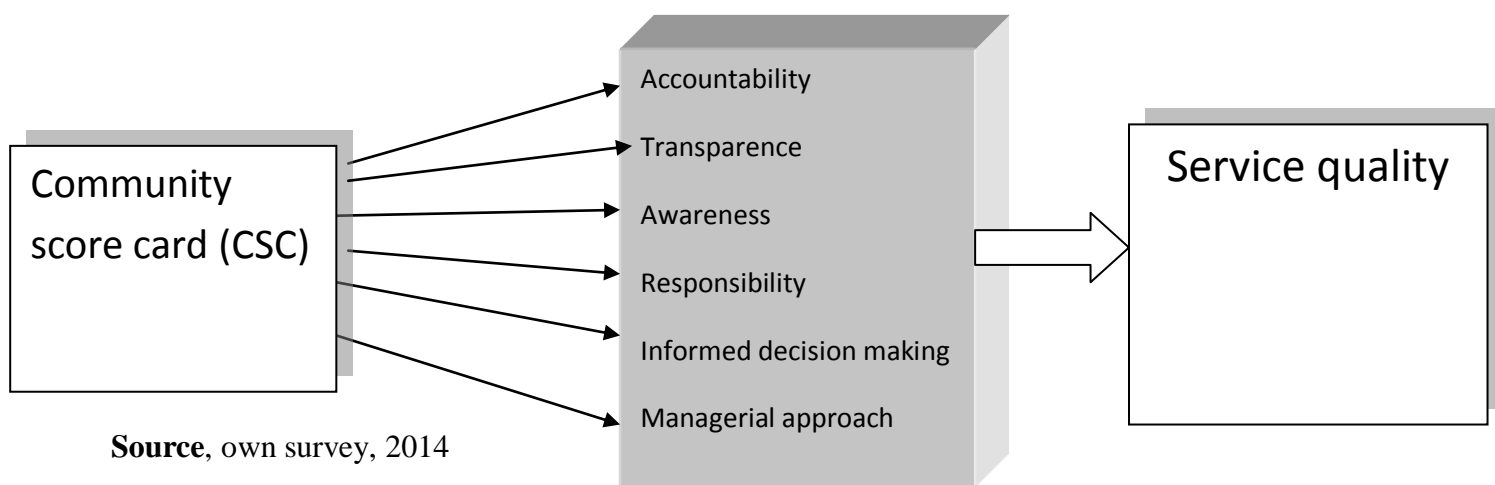 Community
score card (CSC)
Accountability
Transparence
Awareness
Responsibility
Informed decision making
Managerial approach
Service quality
Source, own survey, 2014